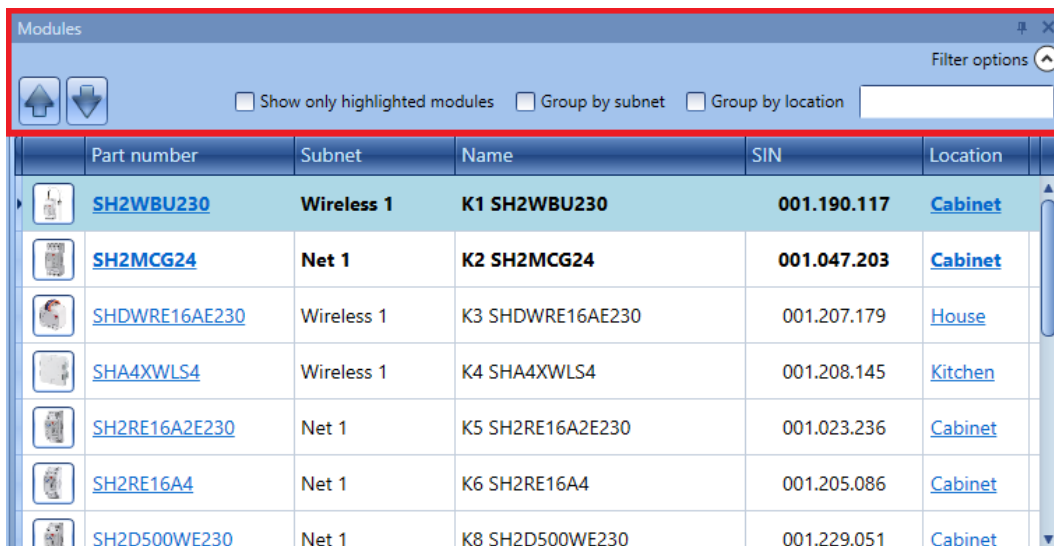 Modules
Filter options
Show only highlighted modules Group by subnet Group by location
Part number Subnet Name SIN Location
SH2WBU230 Wireless 1 K1 SH2WBU230 001.190.117 Cabinet
SH2MCG24 Net 1 K2 SH2MCG24 001.047.203 Cabinet
SHDWRE16AE230 Wireless 1 K3 SHDWRE16AE230 001.207.179 House
SHA4XWLS4 Wireless 1 K4 SHA4XWLS4 001.208.145 Kitchen
SH2RE16A2E230 Net 1 K5 SH2RE16A2E230 001.023.236 Cabinet
SH2RE16A4 Net 1 K6 SH2RE16A4 001.205.086 Cabinet
SH2D500WE230 Net 1 K8 SH2D500WE230 001.229.051 Cabinet